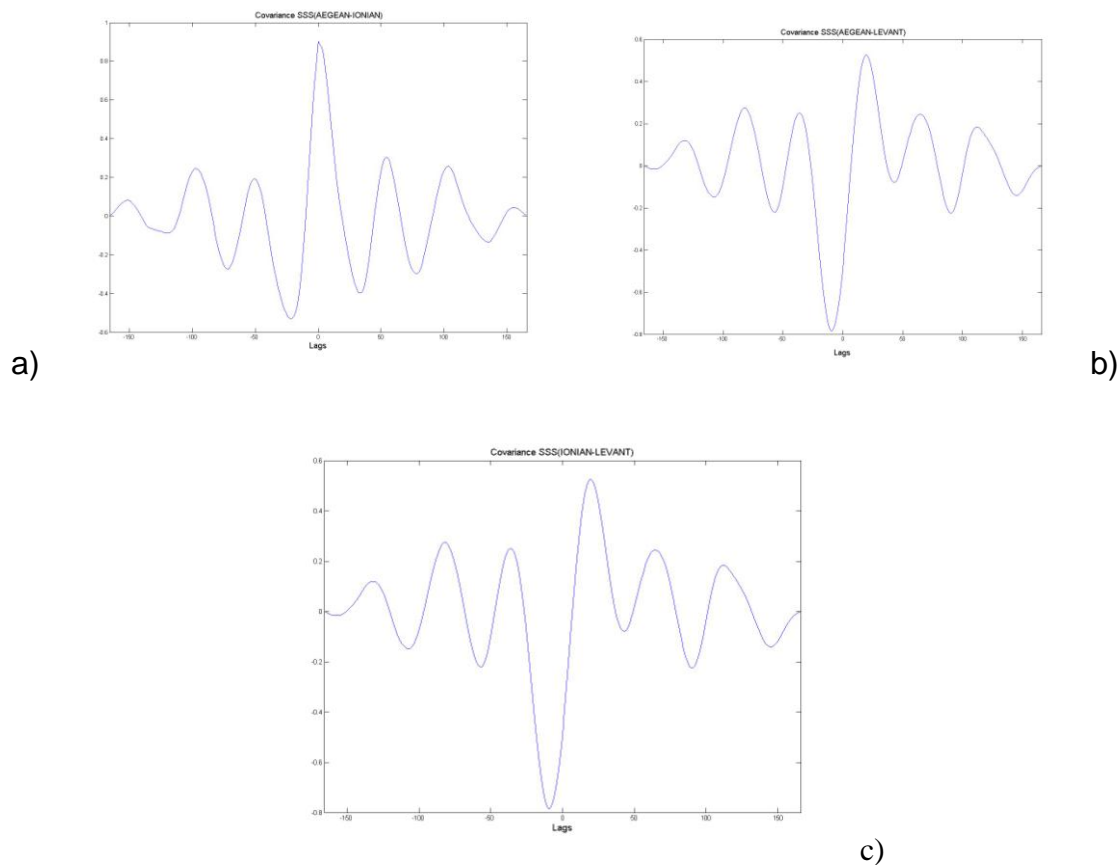 Covariance SSS(AEGEAN-IONIAN)
1
0.8
0.6
0.4
0.2
0
-0.2
-0.4
-0.6
-150 -100 -50 0 50 100 150
Lags
a)
Covariance SSS(AEGEAN-LEVANT)
0.6
0.4
0.2
0
-0.2
-0.4
-0.6
-0.8
-150 -100 -50 0 50 100 150
Lags
b)
Covariance SSS(IONIAN-LEVANT)
0.6
0.4
0.2
0
-0.2
-0.4
-0.6
-0.8
-150 -100 -50 0 50 100 150
Lags
c)